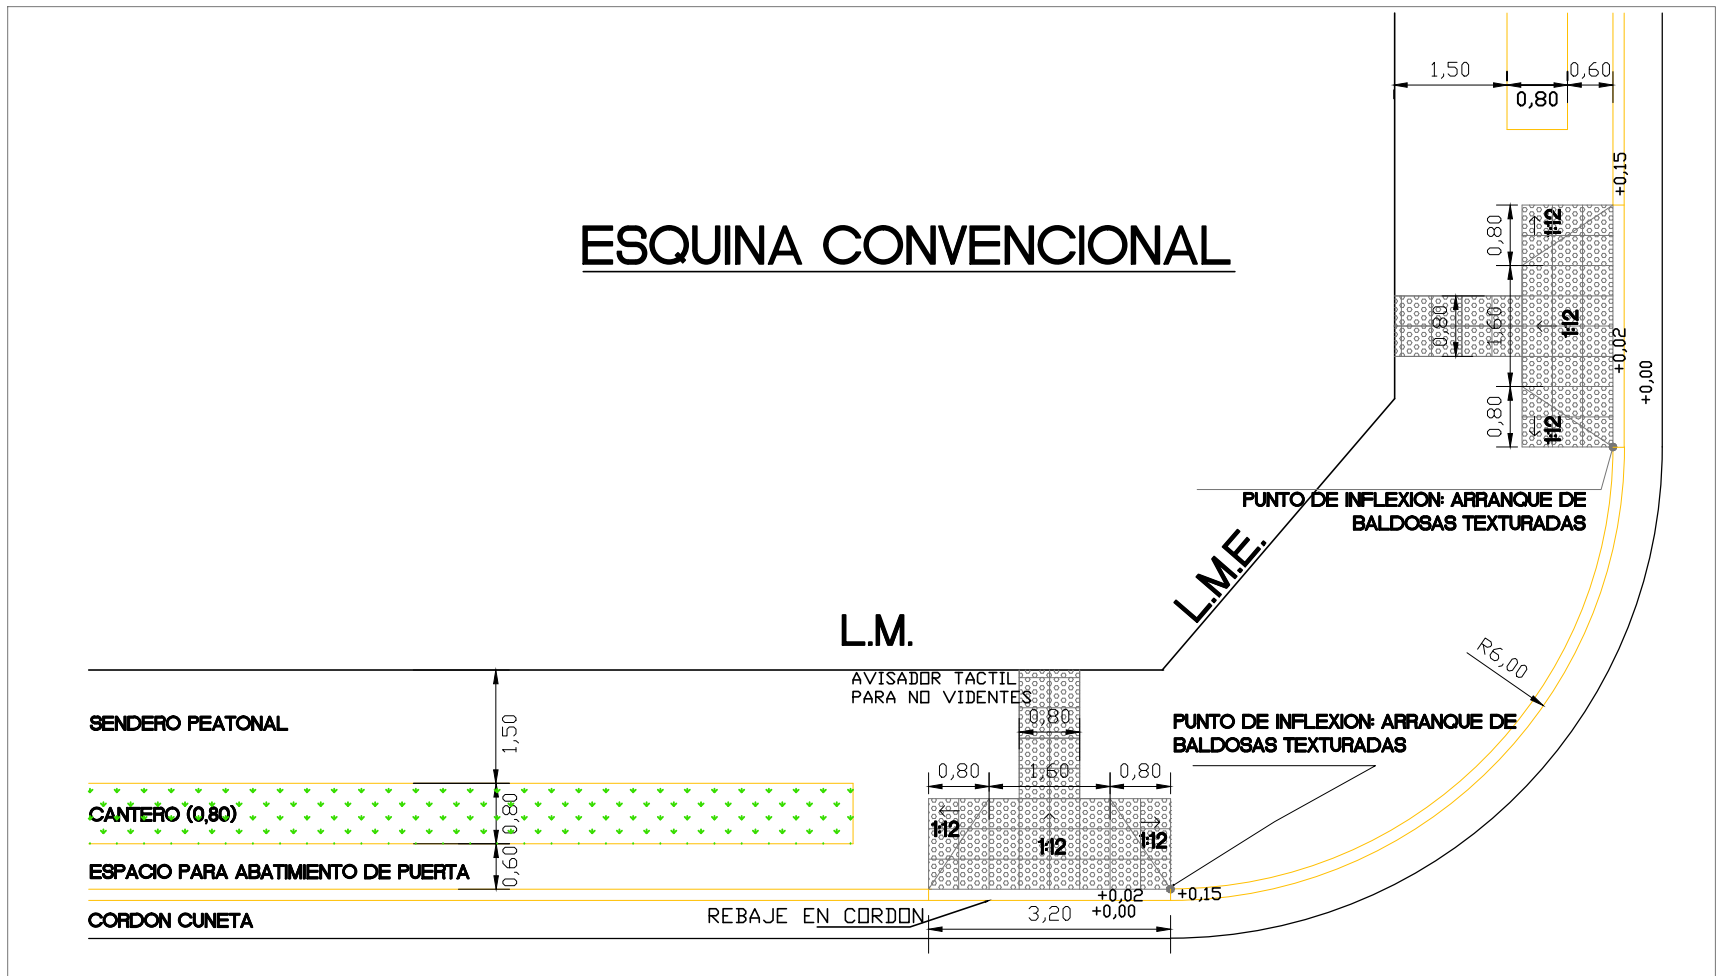 1,50
0,80
0,60
+0,15
ESQUINA CONVENCIONAL
0,80
1:12
0,80
1,60
1:12
+0,02
+0,00
0,80
1:12
PUNTO DE INFLEXION: ARRANQUE DE
BALDOSAS TEXTURADAS
L.M.E.
L.M.
R6,00
AVISADOR TACTIL
PARA NO VIDENTES
SENDERO PEATONAL
1,50
0,80
PUNTO DE INFLEXION: ARRANQUE DE
BALDOSAS TEXTURADAS
0,80
1,60
0,80
CANTERO (0,80)
0,80
1:12
1:12
1:12
ESPACIO PARA ABATIMIENTO DE PUERTA
0,60
+0,02
+0,15
CORDON CUNETA
REBAJE EN CORDON
3,20
+0,00